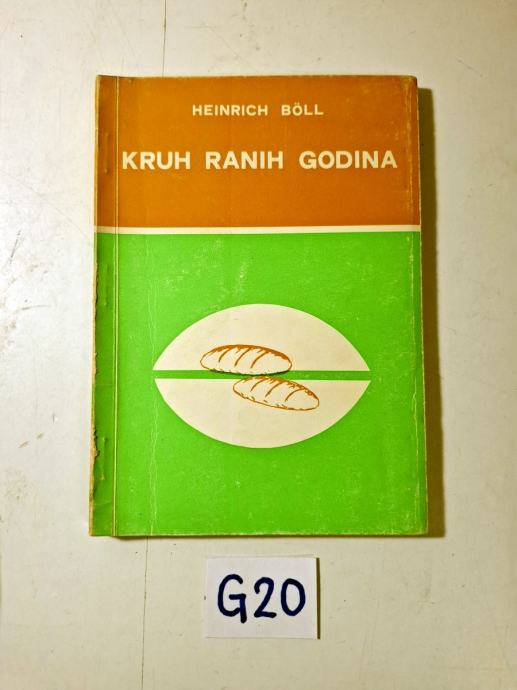 HEINRICH BÖLL
KRUH RANIH GODINA
G20